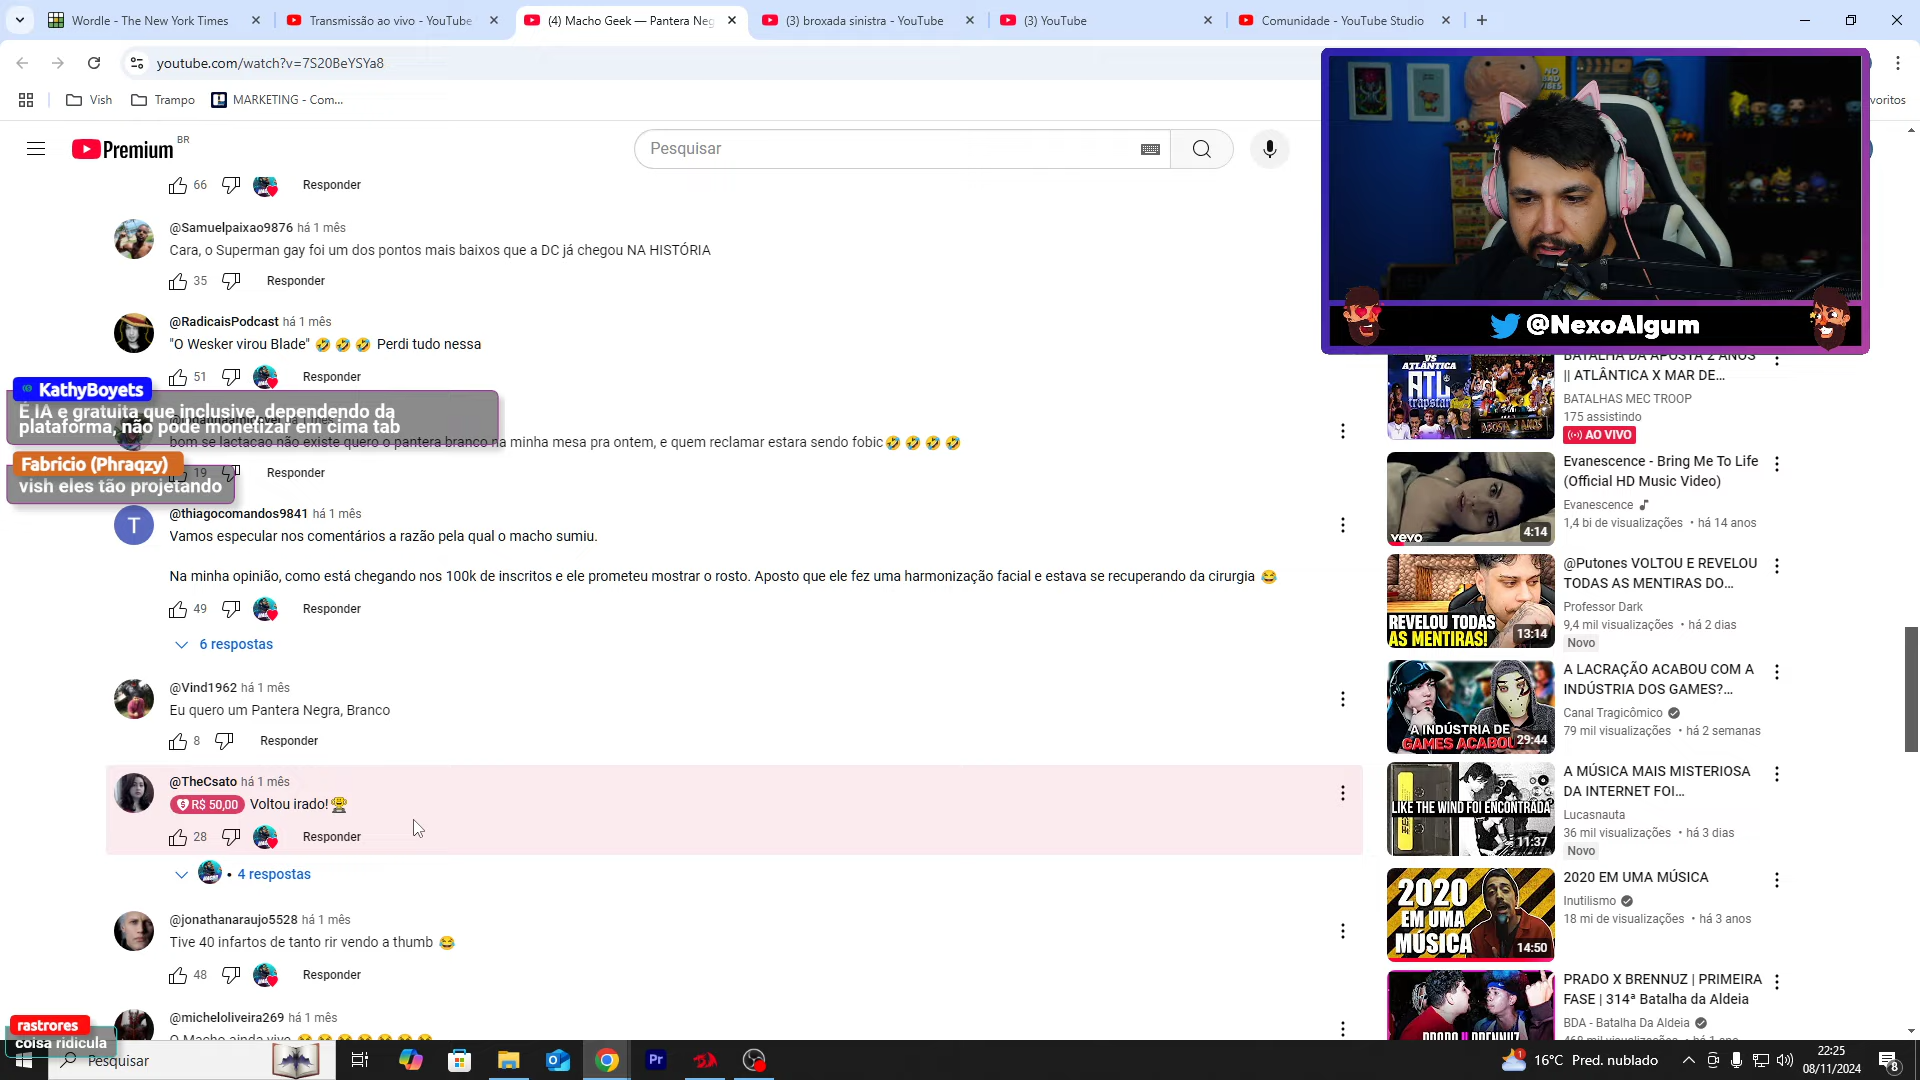 Wordle - The New York Times
Transmissão ao vivo - YouTube
(4) Macho Geek — Pantera Neg
(3) broxada sinistra - YouTube
(3) YouTube
Comunidade - YouTube Studio
youtube.com/watch?v=7S20BeYSYa8
Vish
Trampo
MARKETING - Com...
voritos
Premium
BR
Pesquisar
66
Responder
@Samuelpaixao9876 há 1 mês
Cara, o Superman gay foi um dos pontos mais baixos que a DC já chegou NA HISTÓRIA
35
Responder
@RadicaisPodcast há 1 mês
"O Wesker virou Blade" 🤣 🤣 🤣 Perdi tudo nessa
51
Responder
KathyBoyets
É IA e gratuita que inclusive, dependendo da
plataforma, não pode monetizar em cima tab
bom se lactacao não existe quero o pantera branco na minha mesa pra ontem, e quem reclamar estara sendo fobic🤣 🤣 🤣 🤣
Fabricio (Phraqzy)
vish eles tão projetando
19
Responder
T
@thiagocomandos9841 há 1 mês
Vamos especular nos comentários a razão pela qual o macho sumiu.
Na minha opinião, como está chegando nos 100k de inscritos e ele prometeu mostrar o rosto. Aposto que ele fez uma harmonização facial e estava se recuperando da cirurgia 😂
49
Responder
6 respostas
@Vind1962 há 1 mês
Eu quero um Pantera Negra, Branco
8
Responder
@TheCsato há 1 mês
R$ 50,00 Voltou irado!
28
Responder
• 4 respostas
@jonathanaraujo5528 há 1 mês
Tive 40 infartos de tanto rir vendo a thumb 😂
48
Responder
@micheloliveira269 há 1 mês
O Macho ainda vive
rastrores
coisa ridicula
@NexoAlgum
BATALHA DA APOSTA 2 ANOS
|| ATLÂNTICA X MAR DE...
BATALHAS MEC TROOP
175 assistindo
AO VIVO
VS
ATLÂNTICA
ATL
trapstar
Evanescence - Bring Me To Life
(Official HD Music Video)
Evanescence
1,4 bi de visualizações • há 14 anos
vevo
4:14
@Putones VOLTOU E REVELOU
TODAS AS MENTIRAS DO...
Professor Dark
9,4 mil visualizações • há 2 dias
Novo
REVELOU TODAS
AS MENTIRAS!
13:14
A LACRAÇÃO ACABOU COM A
INDÚSTRIA DOS GAMES?...
Canal Tragicômico
79 mil visualizações • há 2 semanas
A INDÚSTRIA DE
GAMES ACABOU
29:44
A MÚSICA MAIS MISTERIOSA
DA INTERNET FOI...
Lucasnauta
36 mil visualizações • há 3 dias
Novo
LIKE THE WIND FOI ENCONTRADA
11:37
2020 EM UMA MÚSICA
Inutilismo
18 mi de visualizações • há 3 anos
2020
EM UMA
MÚSICA
14:50
PRADO X BRENNUZ | PRIMEIRA
FASE | 314ª Batalha da Aldeia
BDA - Batalha Da Aldeia
Pesquisar
Pr
16°C Pred. nublado
22:25
08/11/2024
8